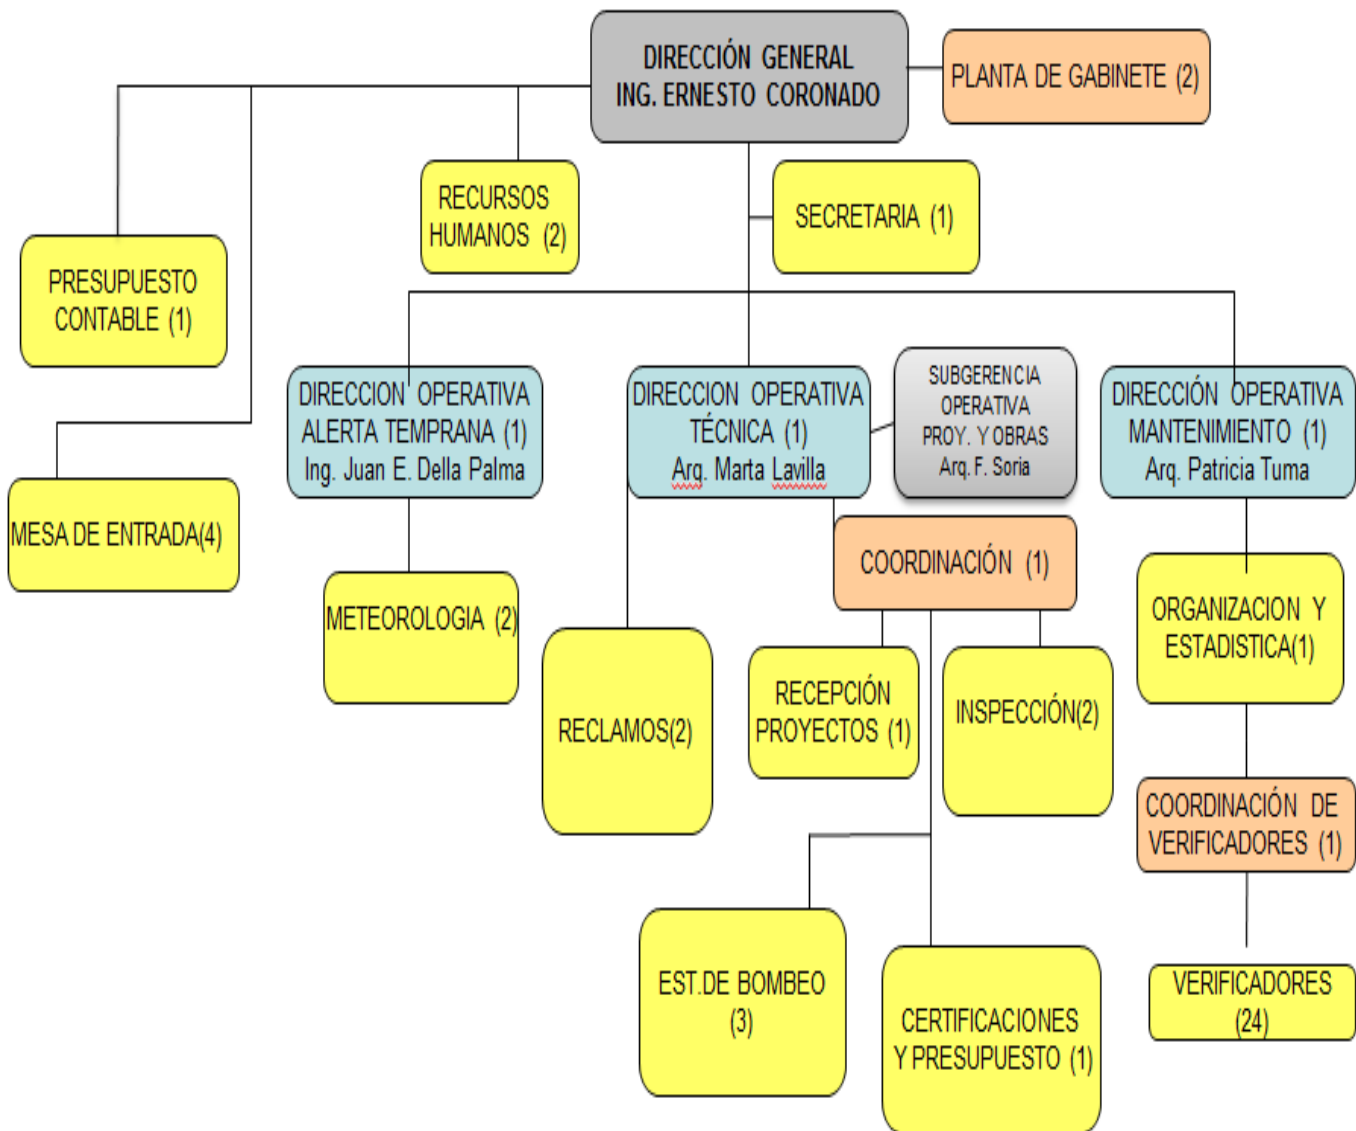 DIRECCIÓN GENERAL
ING. ERNESTO CORONADO
PLANTA DE GABINETE (2)
RECURSOS
HUMANOS (2)
SECRETARIA (1)
PRESUPUESTO
CONTABLE (1)
MESA DE ENTRADA(4)
DIRECCION OPERATIVA
ALERTA TEMPRANA (1)
Ing. Juan E. Della Palma
DIRECCION OPERATIVA
TÉCNICA (1)
Arq. Marta Lavilla
SUBGERENCIA
OPERATIVA
PROY. Y OBRAS
Arq. F. Soria
DIRECCIÓN OPERATIVA
MANTENIMIENTO (1)
Arq. Patricia Tuma
METEOROLOGIA (2)
COORDINACIÓN (1)
ORGANIZACION Y
ESTADISTICA(1)
RECLAMOS(2)
RECEPCIÓN
PROYECTOS (1)
INSPECCIÓN(2)
COORDINACIÓN DE
VERIFICADORES (1)
EST.DE BOMBEO
(3)
CERTIFICACIONES
Y PRESUPUESTO (1)
VERIFICADORES
(24)